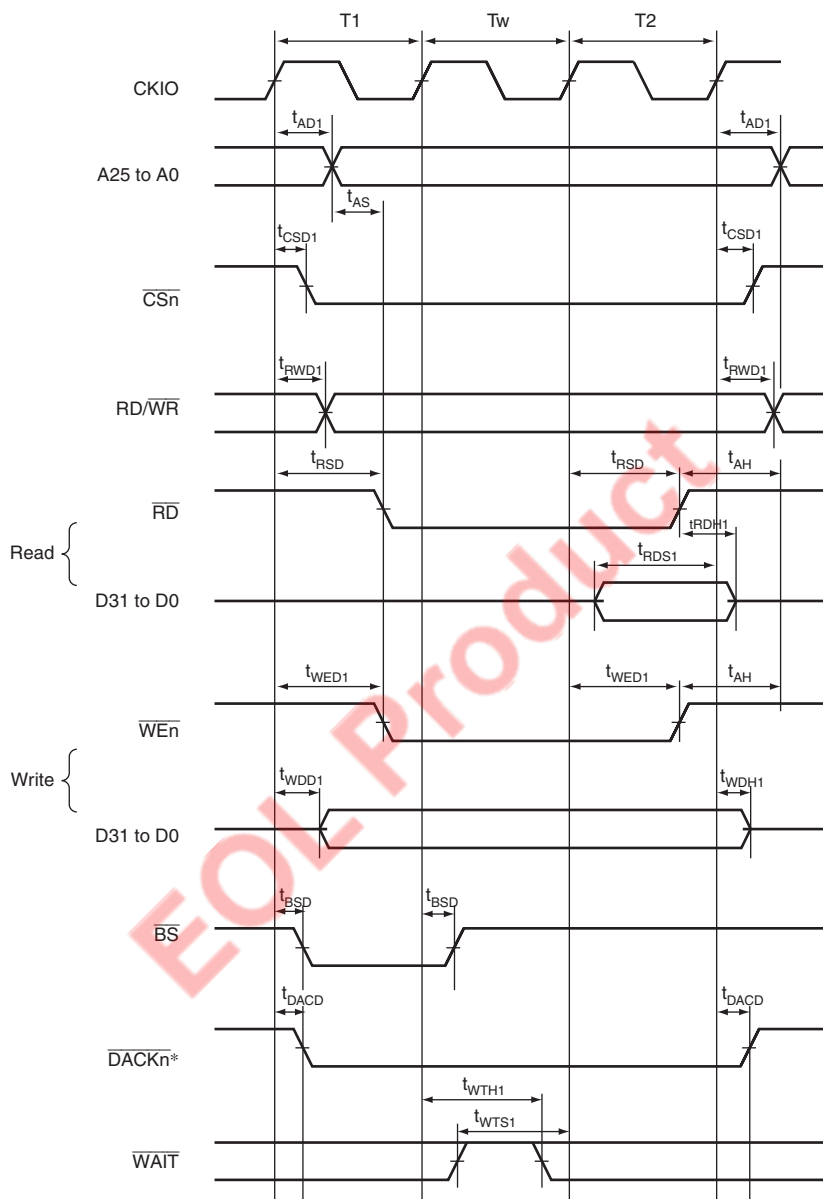 T1 Tw T2
CKIO
tAD1 tAD1
A25 to A0
tAS
tCSD1 tCSD1
CSn
tRWD1 tRWD1
RD/WR
tRSD tRSD tAH
RD
tRDH1
Read
tRDS1
D31 to D0
tWED1 tWED1 tAH
WEn
Write
tWDD1 tWDH1
D31 to D0
tBSD tBSD
BS
tDACD tDACD
DACKn*
tWTH1
tWTS1
WAIT
EOL Product